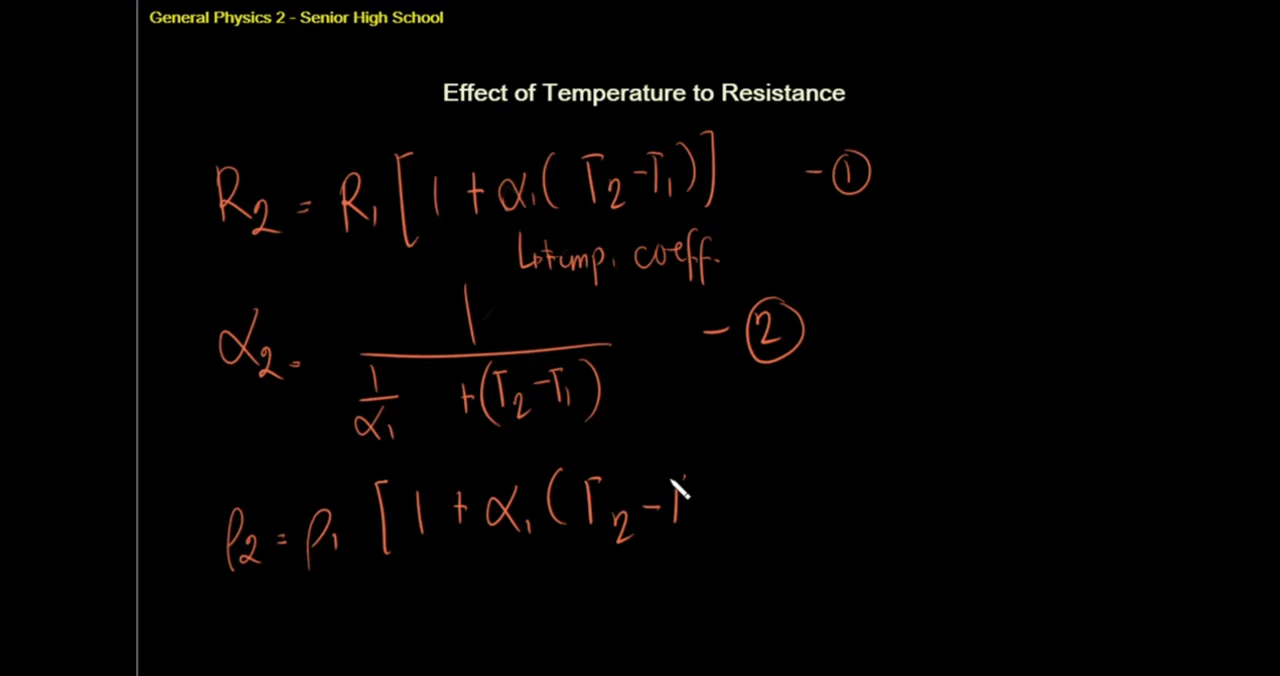 General Physics 2 - Senior High School
Effect of Temperature to Resistance
R₂ = R₁ [1 + α₁(T₂-T₁)] - ①
↳temp. coeff.
α₂ = 1 / (1/α₁ + (T₂-T₁)) - ②
ρ₂ = ρ₁ [1 + α₁(T₂-T